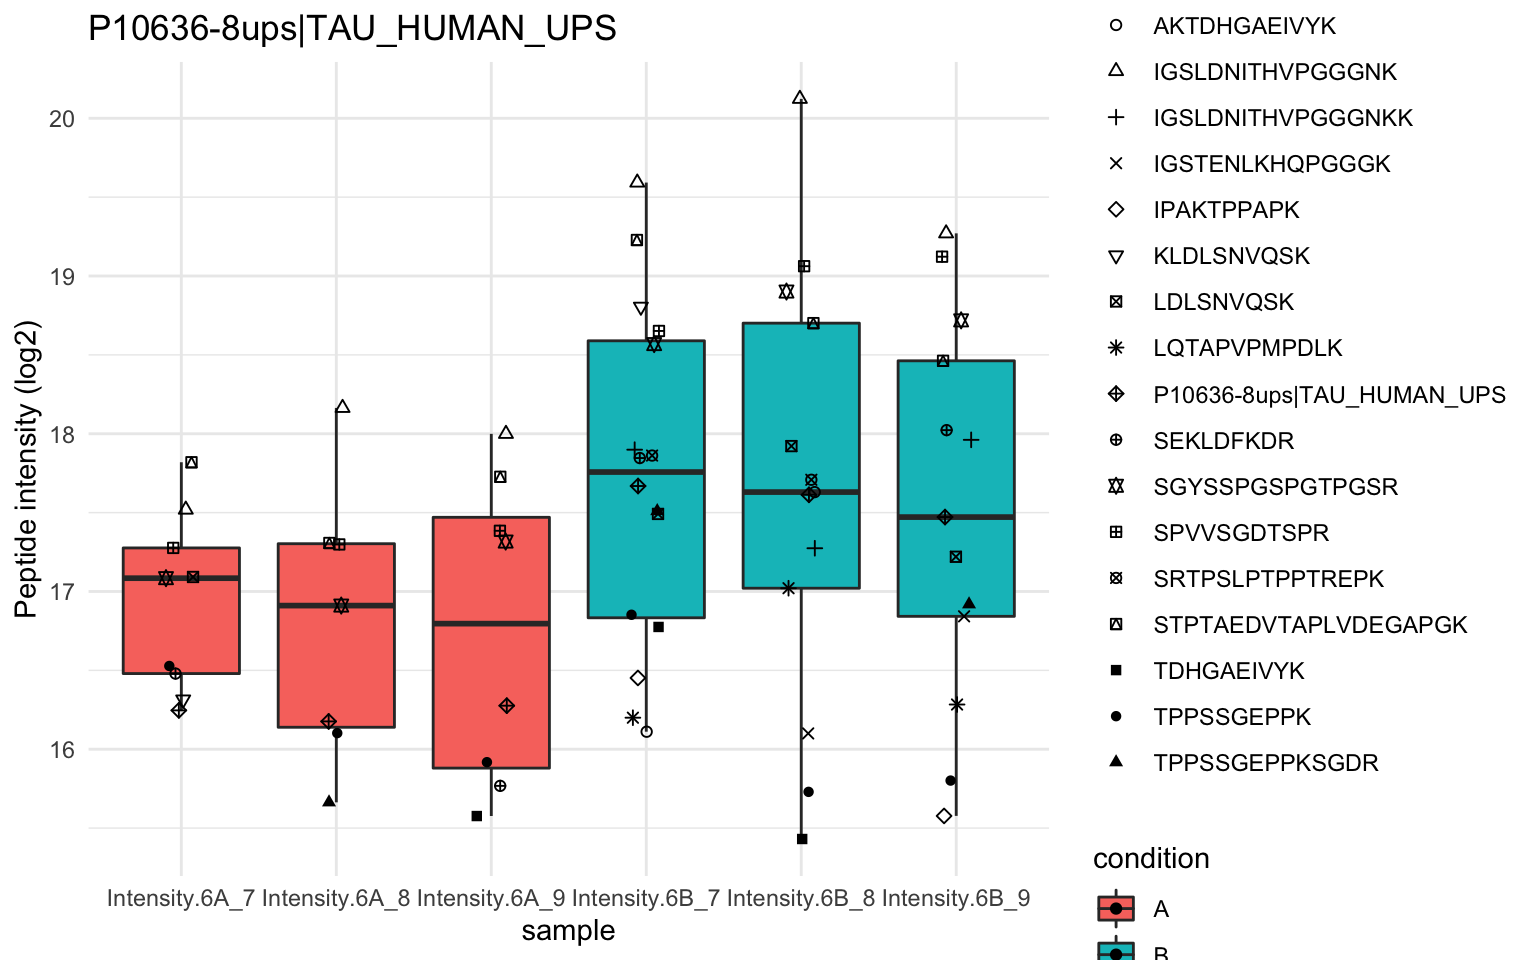 P10636-8ups|TAU_HUMAN_UPS
Peptide intensity (log2)
20
19
18
17
16
Intensity.6A_7 Intensity.6A_8 Intensity.6A_9 Intensity.6B_7 Intensity.6B_8 Intensity.6B_9
sample
AKTDHGAEIVYK
IGSLDNITHVPGGGNK
IGSLDNITHVPGGGNKK
IGSTENLKHQPGGGK
IPAKTPPAPK
KLDLSNVQSK
LDLSNVQSK
LQTAPVPMPDLK
P10636-8ups|TAU_HUMAN_UPS
SEKLDFKDR
SGYSSPGSPGTPGSR
SPVVSGDTSPR
SRTPSLPTPPTREPK
STPTAEDVTAPLVDEGAPGK
TDHGAEIVYK
TPPSSGEPPK
TPPSSGEPPKSGDR
condition
A
B